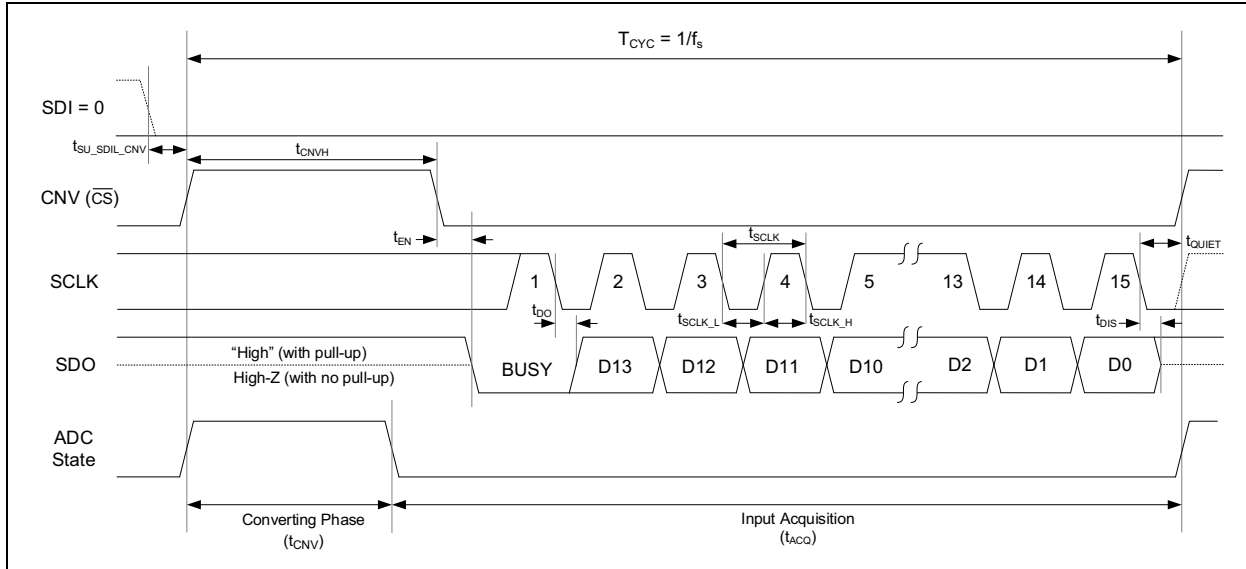 T_CYC = 1/f_s
SDI = 0
t_SU_SDIL_CNV
t_CNVH
CNV (C̅S̅)
t_EN
t_SCLK
t_QUIET
SCLK
1 2 3 4 5 13 14 15
t_DO
t_SCLK_L
t_SCLK_H
t_DIS
SDO
“High” (with pull-up)
High-Z (with no pull-up)
BUSY D13 D12 D11 D10 D2 D1 D0
ADC
State
Converting Phase
(t_CNV)
Input Acquisition
(t_ACQ)